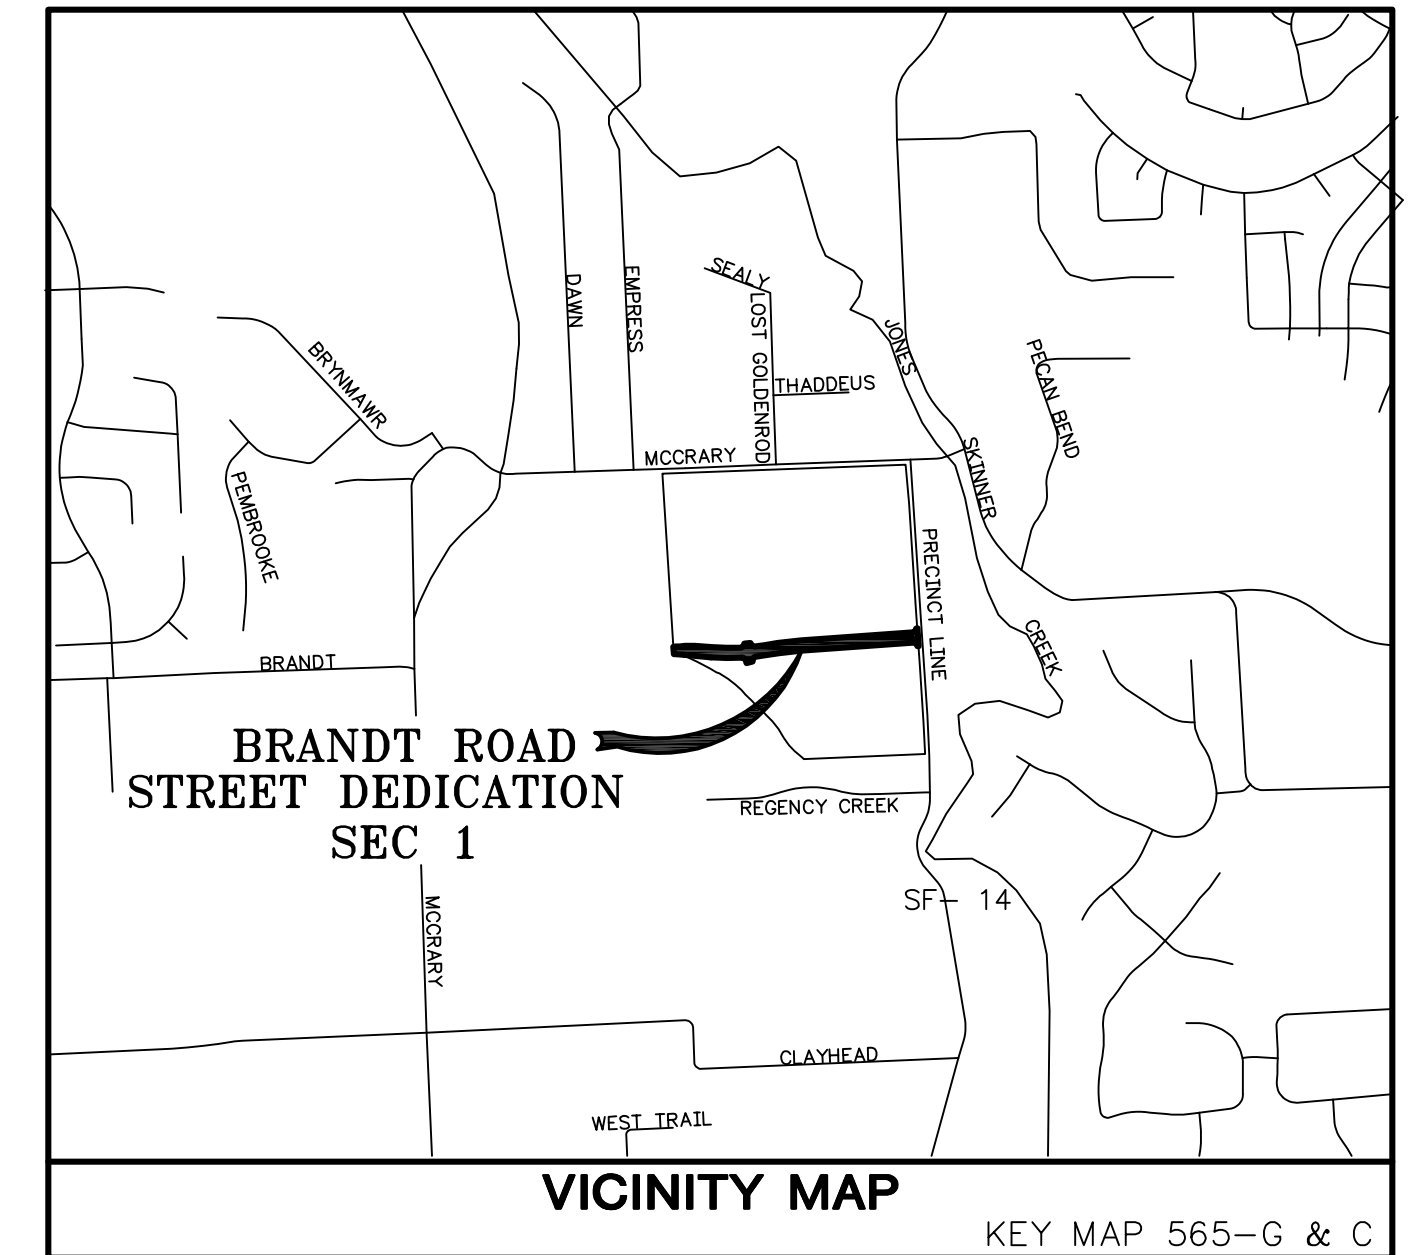 SEALY
DAWN
EMPRESS
LOST GOLDENROD
JONES
BRYNMAWR
PECAN BEND
THADDEUS
MCCRARY
SKINNER
PEMBROOKE
PRECINCT LINE
CREEK
BRANDT
BRANDT ROAD
STREET DEDICATION
SEC 1
REGENCY CREEK
SF- 14
MCCRARY
CLAYHEAD
WEST TRAIL
VICINITY MAP
KEY MAP 565-G & C